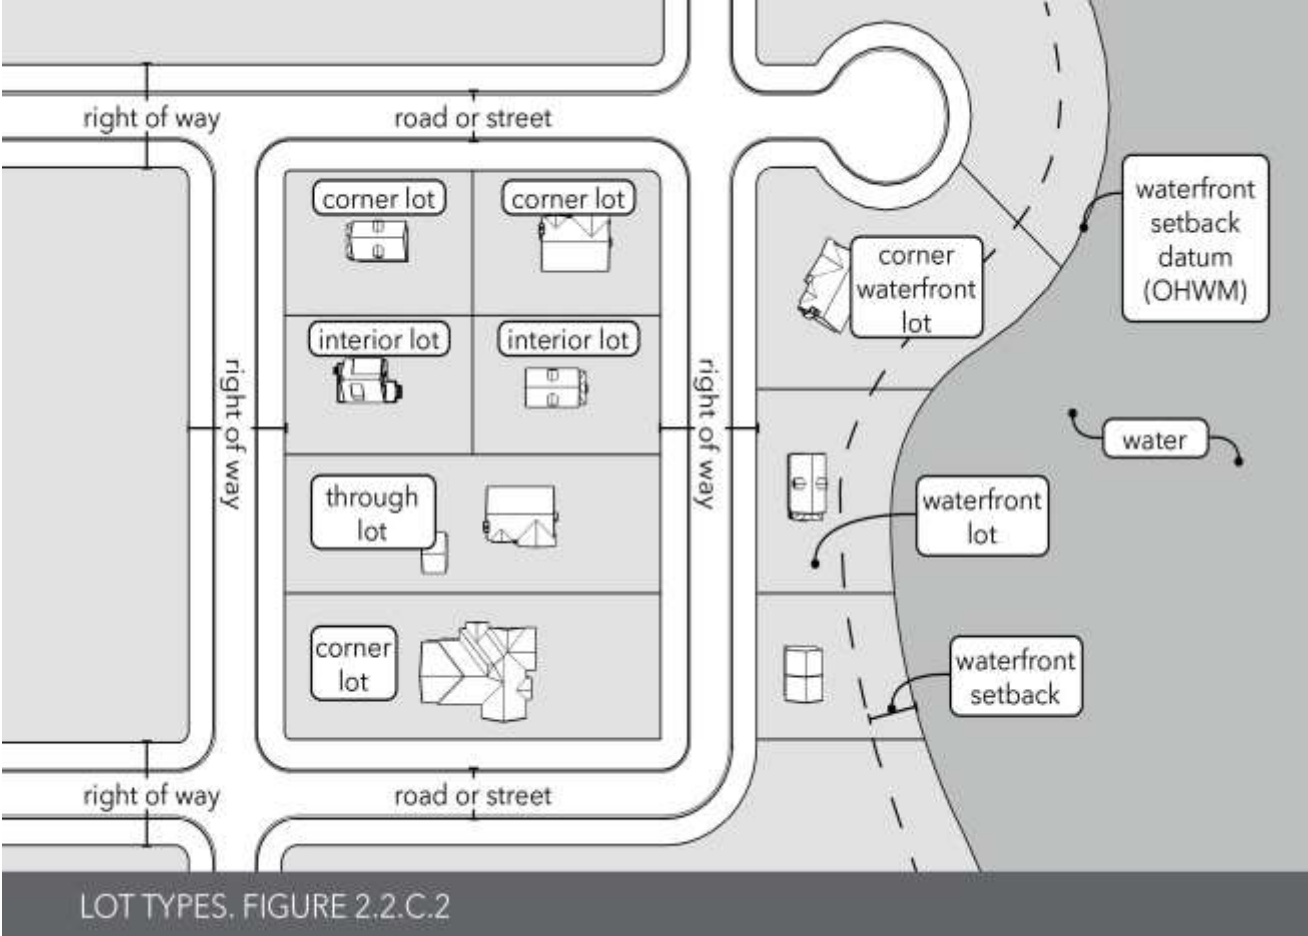 right of way
road or street
corner lot
corner lot
waterfront
setback
datum
(OHWM)
corner
waterfront
lot
interior lot
interior lot
right of way
right of way
water
through
lot
waterfront
lot
corner
lot
waterfront
setback
right of way
road or street
LOT TYPES. FIGURE 2.2.C.2